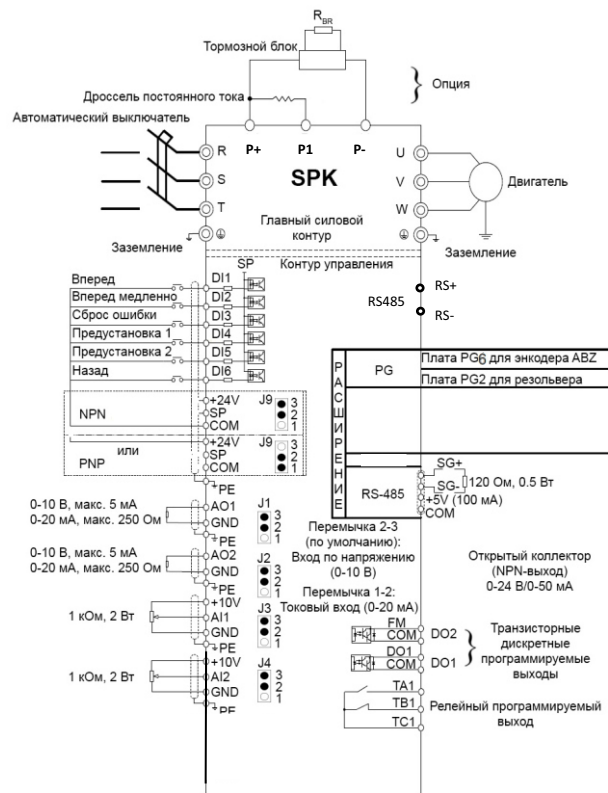 R BR
Тормозной блок
Опция
Дроссель постоянного тока
Автоматический выключатель
P+ P1 P-
R
S
T
SPK
U
V
W
Двигатель
Главный силовой
контур
Заземление
Заземление
Контур управления
SP
Вперед DI1
Вперед медленно DI2
Сброс ошибки DI3
Предустановка 1 DI4
Предустановка 2 DI5
Назад DI6
RS485
RS+
RS-
РАСШИРЕНИЕ
PG
Плата PG6 для энкодера ABZ
Плата PG2 для резольвера
NPN
+24V
SP
COM
J9
3
2
1
или
PNP
+24V
SP
COM
J9
3
2
1
PE
RS-485
SG+
SG-
120 Ом, 0.5 Вт
+5V (100 мА)
COM
0-10 В, макс. 5 мА
0-20 мА, макс. 250 Ом
AO1
GND
PE
J1
3
2
1
0-10 В, макс. 5 мА
0-20 мА, макс. 250 Ом
AO2
GND
PE
J2
3
2
1
Перемычка 2-3
(по умолчанию):
Вход по напряжению
(0-10 В)
Перемычка 1-2:
Токовый вход (0-20 мА)
Открытый коллектор
(NPN-выход)
0-24 В/0-50 мА
1 кОм, 2 Вт
+10V
AI1
GND
PE
J3
3
2
1
1 кОм, 2 Вт
+10V
AI2
GND
PE
J4
3
2
1
FM
COM
DO2
DO1
COM
DO1
Транзисторные
дискретные
программируемые
выходы
TA1
TB1
TC1
Релейный программируемый
выход